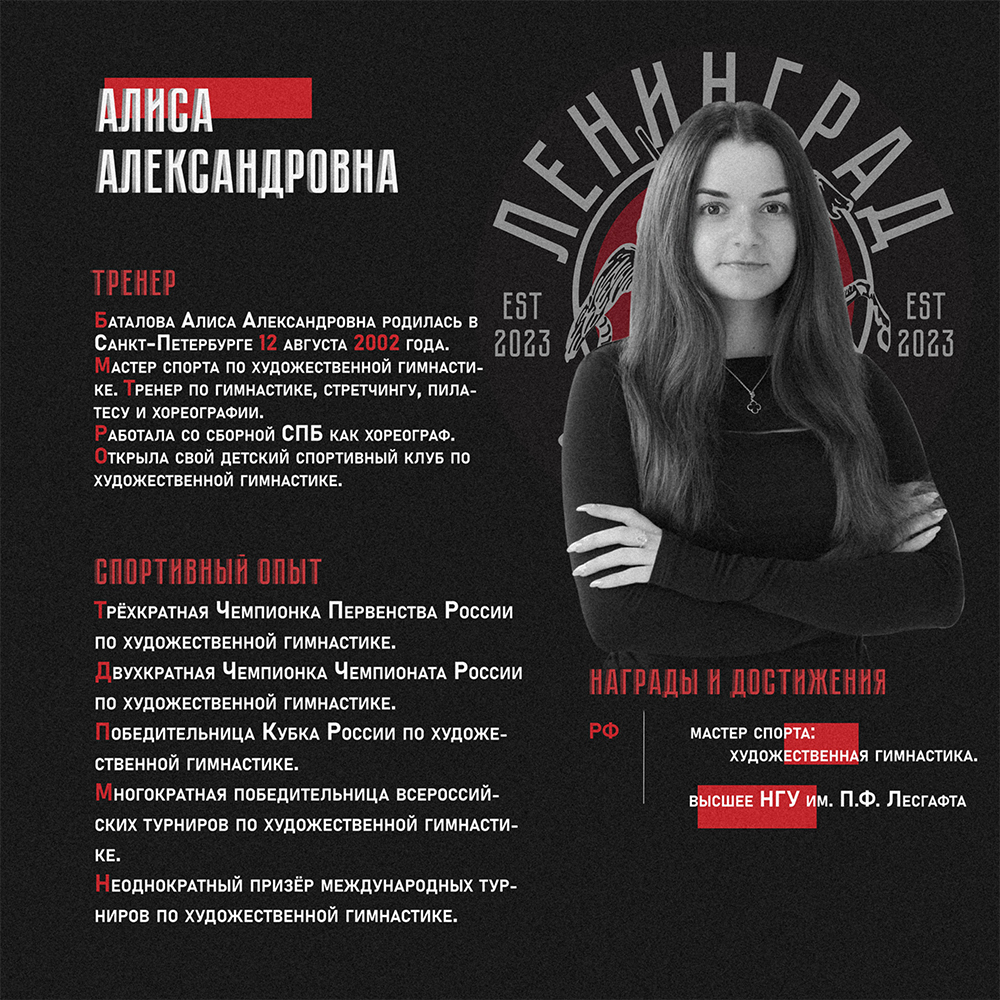 АЛИСА
АЛЕКСАНДРОВНА
ЛЕНИНГРАД
EST
2023
EST
2023
ТРЕНЕР
Баталова Алиса Александровна родилась в
Санкт-Петербурге 12 августа 2002 года.
Мастер спорта по художественной гимнасти-
ке. Тренер по гимнастике, стретчингу, пила-
тесу и хореографии.
Работала со сборной СПБ как хореограф.
Открыла свой детский спортивный клуб по
художественной гимнастике.
СПОРТИВНЫЙ ОПЫТ
Трёхкратная Чемпионка Первенства России
по художественной гимнастике.
Двухкратная Чемпионка Чемпионата России
по художественной гимнастике.
Победительница Кубка России по художе-
ственной гимнастике.
Многократная победительница всероссий-
ских турниров по художественной гимнасти-
ке.
Неоднократный призёр международных тур-
ниров по художественной гимнастике.
НАГРАДЫ И ДОСТИЖЕНИЯ
РФ
мастер спорта:
художественная гимнастика.
высшее НГУ им. П.Ф. Лесгафта